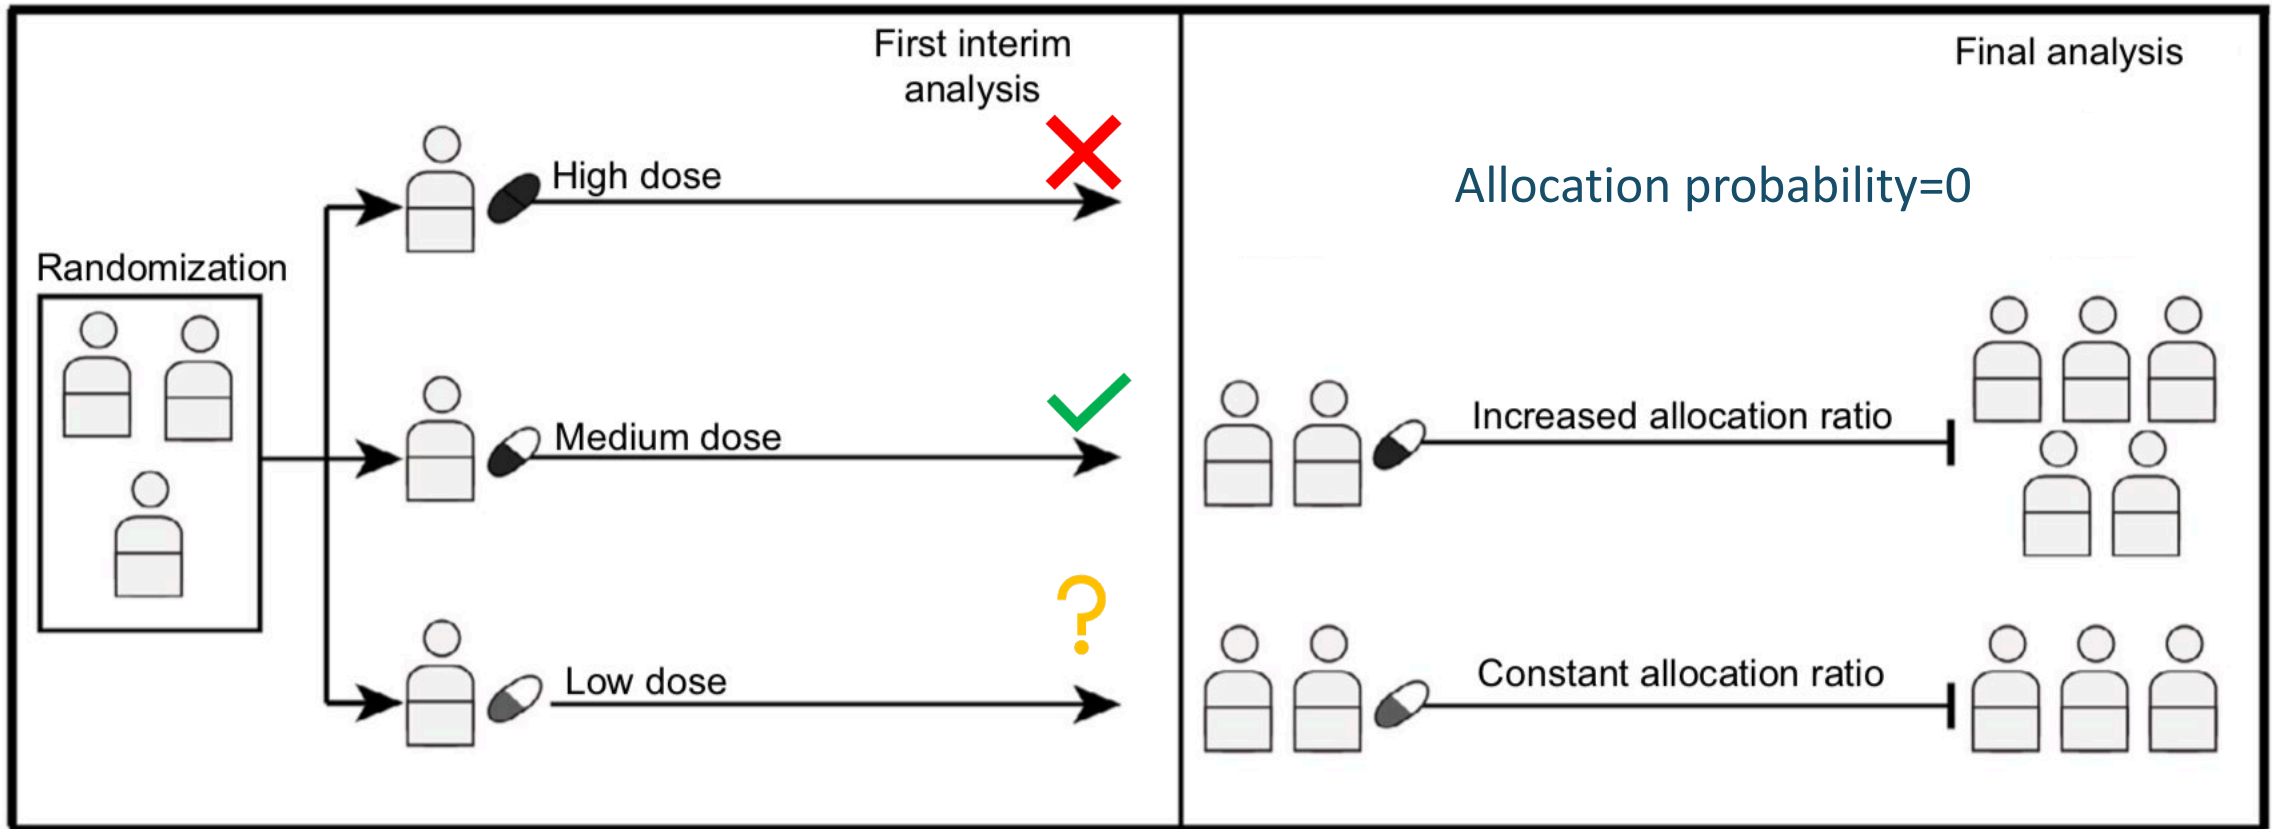 First interim
analysis
Final analysis
High dose
Allocation probability=0
Randomization
Medium dose
Increased allocation ratio
?
Low dose
Constant allocation ratio